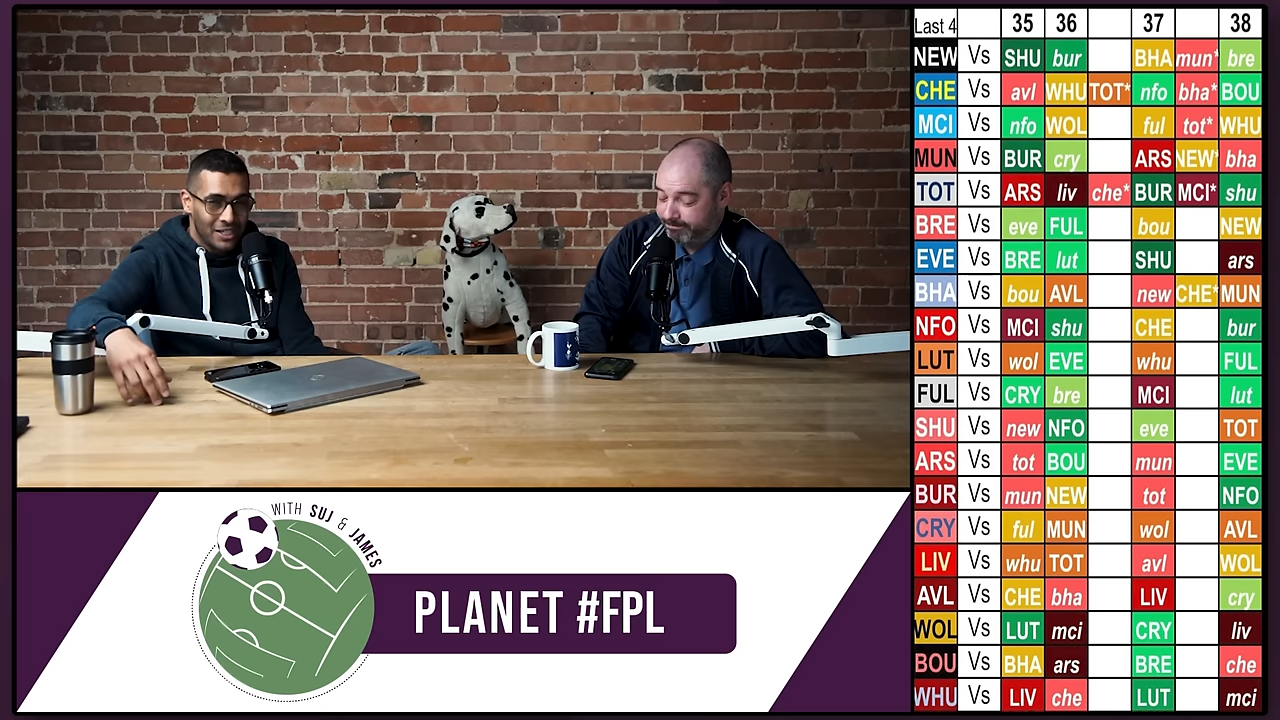 WITH SUJ & JAMES
PLANET #FPL
Last 4 35 36 37 38
NEW Vs SHU bur BHA mun* bre
CHE Vs avl WHU TOT* nfo bha* BOU
MCI Vs nfo WOL ful tot* WHU
MUN Vs BUR cry ARS NEW* bha
TOT Vs ARS liv che* BUR MCI* shu
BRE Vs eve FUL bou NEW
EVE Vs BRE lut SHU ars
BHA Vs bou AVL new CHE* MUN
NFO Vs MCI shu CHE bur
LUT Vs wol EVE whu FUL
FUL Vs CRY bre MCI lut
SHU Vs new NFO eve TOT
ARS Vs tot BOU mun EVE
BUR Vs mun NEW tot NFO
CRY Vs ful MUN wol AVL
LIV Vs whu TOT avl WOL
AVL Vs CHE bha LIV cry
WOL Vs LUT mci CRY liv
BOU Vs BHA ars BRE che
WHU Vs LIV che LUT mci